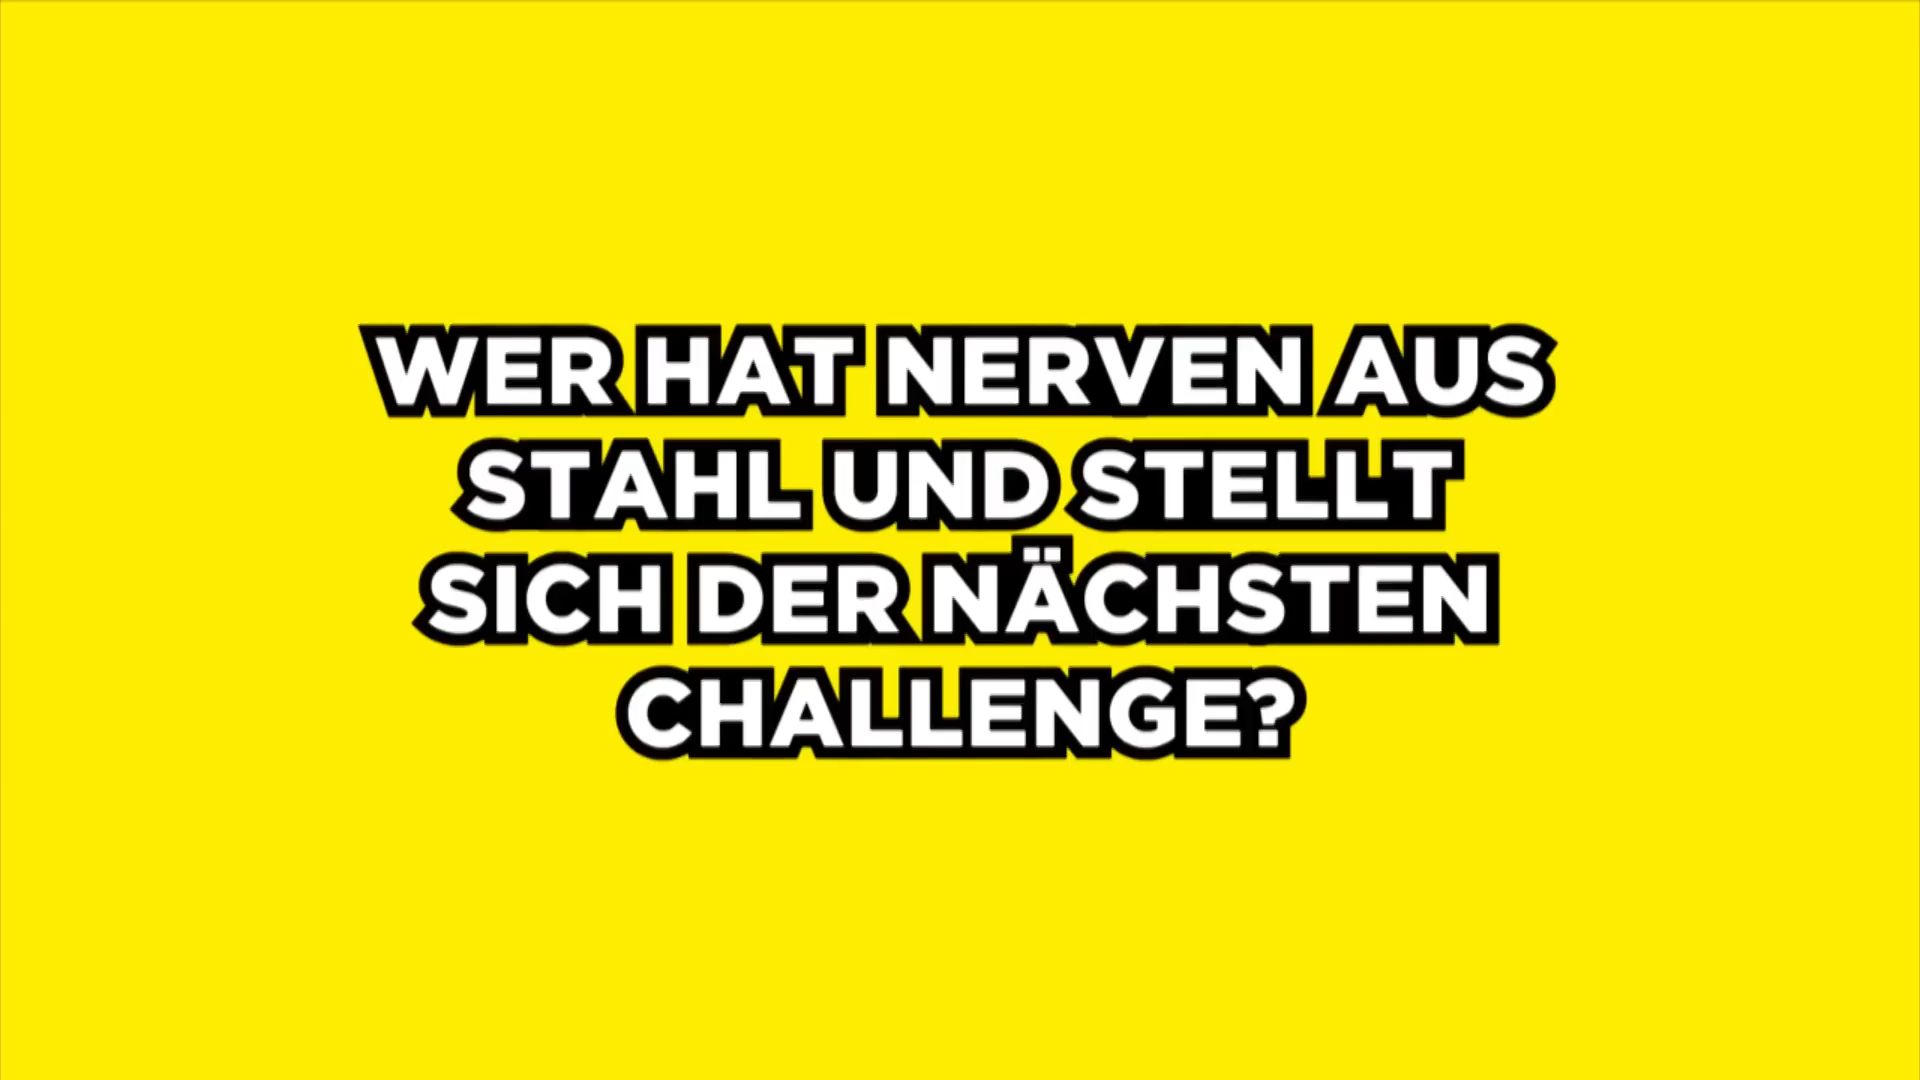 WER HAT NERVEN AUS
STAHL UND STELLT
SICH DER NÄCHSTEN
CHALLENGE?